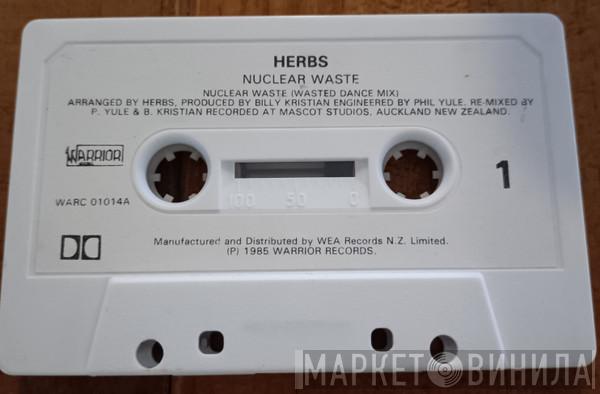 HERBS
NUCLEAR WASTE
NUCLEAR WASTE (WASTED DANCE MIX)
ARRANGED BY HERBS, PRODUCED BY BILLY KRISTIAN ENGINEERED BY PHIL YULE. RE-MIXED BY
P. YULE & B. KRISTIAN RECORDED AT MASCOT STUDIOS, AUCKLAND NEW ZEALAND.
WARRIOR
1
WARC 01014A
100 50 0
Manufactured and Distributed by WEA Records N.Z. Limited.
(P) 1985 WARRIOR RECORDS.
МАРКЕТ ВИНИЛА